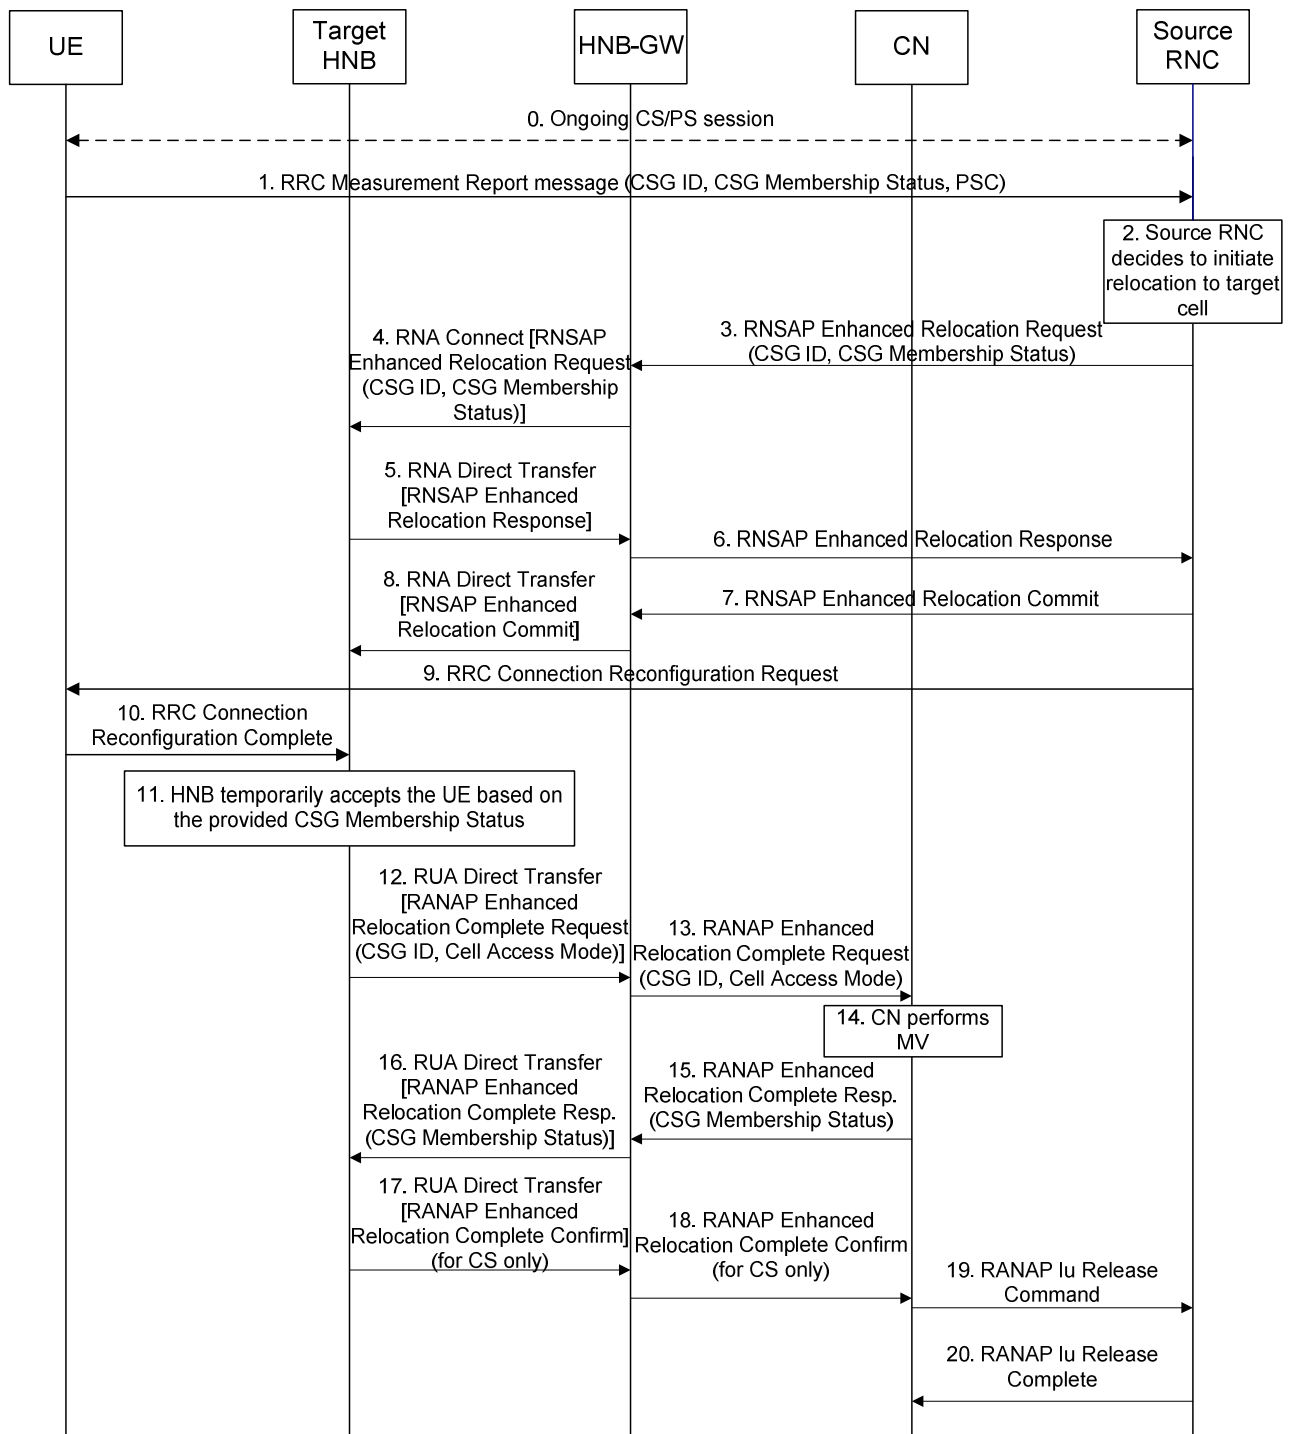 UE
Target
HNB
HNB-GW
CN
Source
RNC
0. Ongoing CS/PS session
1. RRC Measurement Report message (CSG ID, CSG Membership Status, PSC)
2. Source RNC
decides to initiate
relocation to target
cell
3. RNSAP Enhanced Relocation Request
(CSG ID, CSG Membership Status)
4. RNA Connect [RNSAP
Enhanced Relocation Request
(CSG ID, CSG Membership
Status)]
5. RNA Direct Transfer
[RNSAP Enhanced
Relocation Response]
6. RNSAP Enhanced Relocation Response
7. RNSAP Enhanced Relocation Commit
8. RNA Direct Transfer
[RNSAP Enhanced
Relocation Commit]
9. RRC Connection Reconfiguration Request
10. RRC Connection
Reconfiguration Complete
11. HNB temporarily accepts the UE based on
the provided CSG Membership Status
12. RUA Direct Transfer
[RANAP Enhanced
Relocation Complete Request
(CSG ID, Cell Access Mode)]
13. RANAP Enhanced
Relocation Complete Request
(CSG ID, Cell Access Mode)
14. CN performs
MV
15. RANAP Enhanced
Relocation Complete Resp.
(CSG Membership Status)
16. RUA Direct Transfer
[RANAP Enhanced
Relocation Complete Resp.
(CSG Membership Status)]
17. RUA Direct Transfer
[RANAP Enhanced
Relocation Complete Confirm]
(for CS only)
18. RANAP Enhanced
Relocation Complete Confirm
(for CS only)
19. RANAP Iu Release
Command
20. RANAP Iu Release
Complete